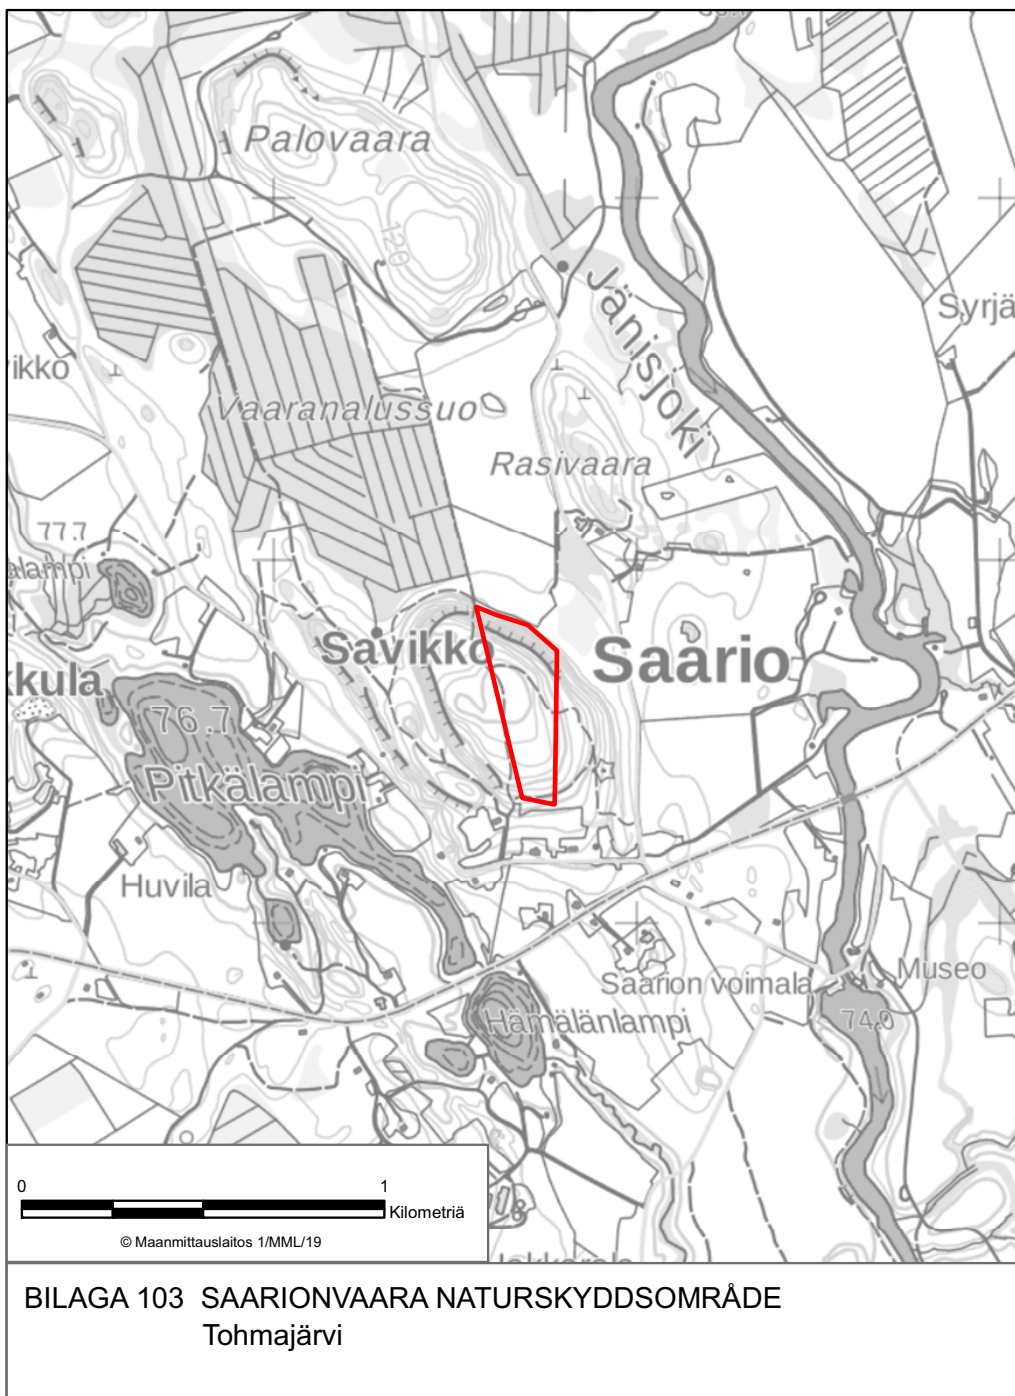 Palovaara
120
Jänisjoki
Syrjä
ikko
Vaaranalussuo
Rasivaara
77.7
alampi
Savikko
Saario
kkula
76.7
Pitkälampi
Huvila
Saarion voimala
Museo
Hämälänlampi
74.0
0 1
Kilometriä
© Maanmittauslaitos 1/MML/19
BILAGA 103 SAARIONVAARA NATURSKYDDSOMRÅDE
Tohmajärvi